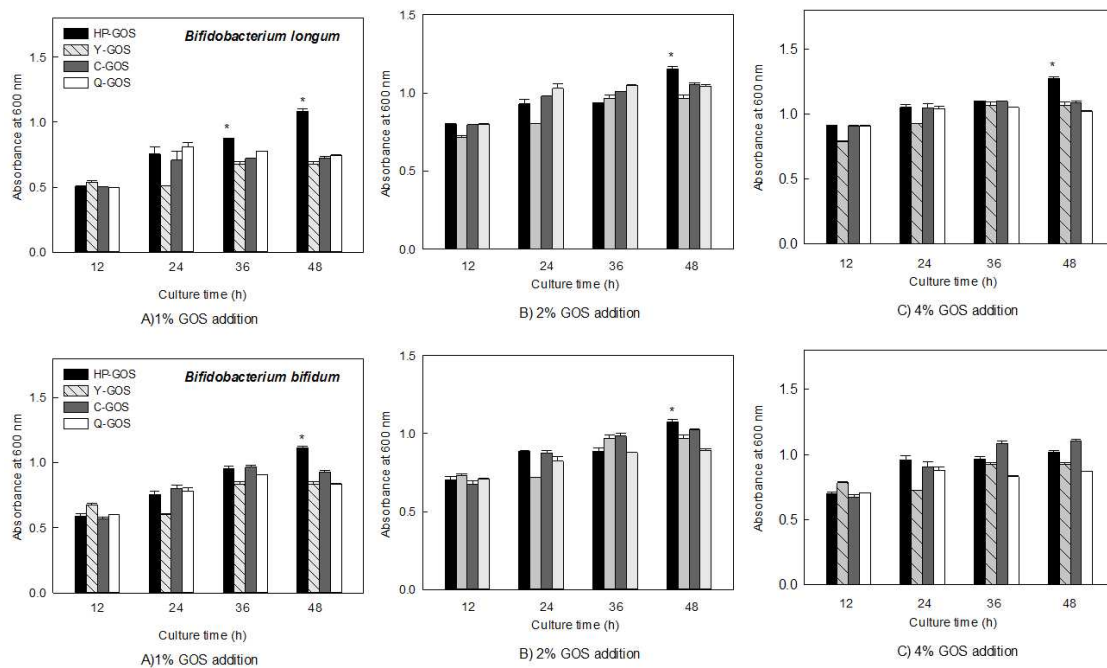 Bifidobacterium longum
HP-GOS
Y-GOS
C-GOS
Q-GOS
Absorbance at 600 nm
1.5
1.0
0.5
0.0
*
*
12 24 36 48
Culture time (h)
A)1% GOS addition
Absorbance at 600 nm
1.5
1.0
0.5
0.0
*
12 24 36 48
Culture time (h)
B) 2% GOS addition
Absorbance at 600 nm
1.5
1.0
0.5
0.0
*
12 24 36 48
Culture time (h)
C) 4% GOS addition
Bifidobacterium bifidum
HP-GOS
Y-GOS
C-GOS
Q-GOS
Absorbance at 600 nm
1.5
1.0
0.5
0.0
*
12 24 36 48
Culture time (h)
A)1% GOS addition
Absorbance at 600 nm
1.5
1.0
0.5
0.0
*
12 24 36 48
Culture time (h)
B) 2% GOS addition
Absorbance at 600 nm
1.5
1.0
0.5
0.0
12 24 36 48
Culture time (h)
C) 4% GOS addition